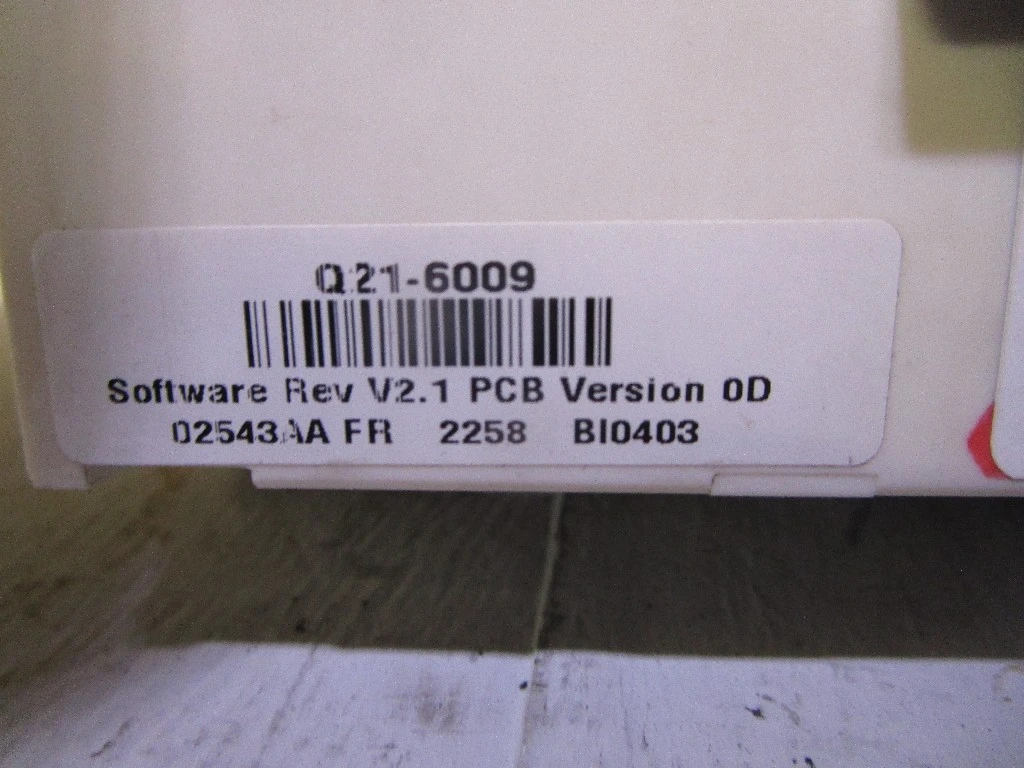 Q21-6009
Software Rev V2.1 PCB Version 0D
02543AA FR 2258 BI0403